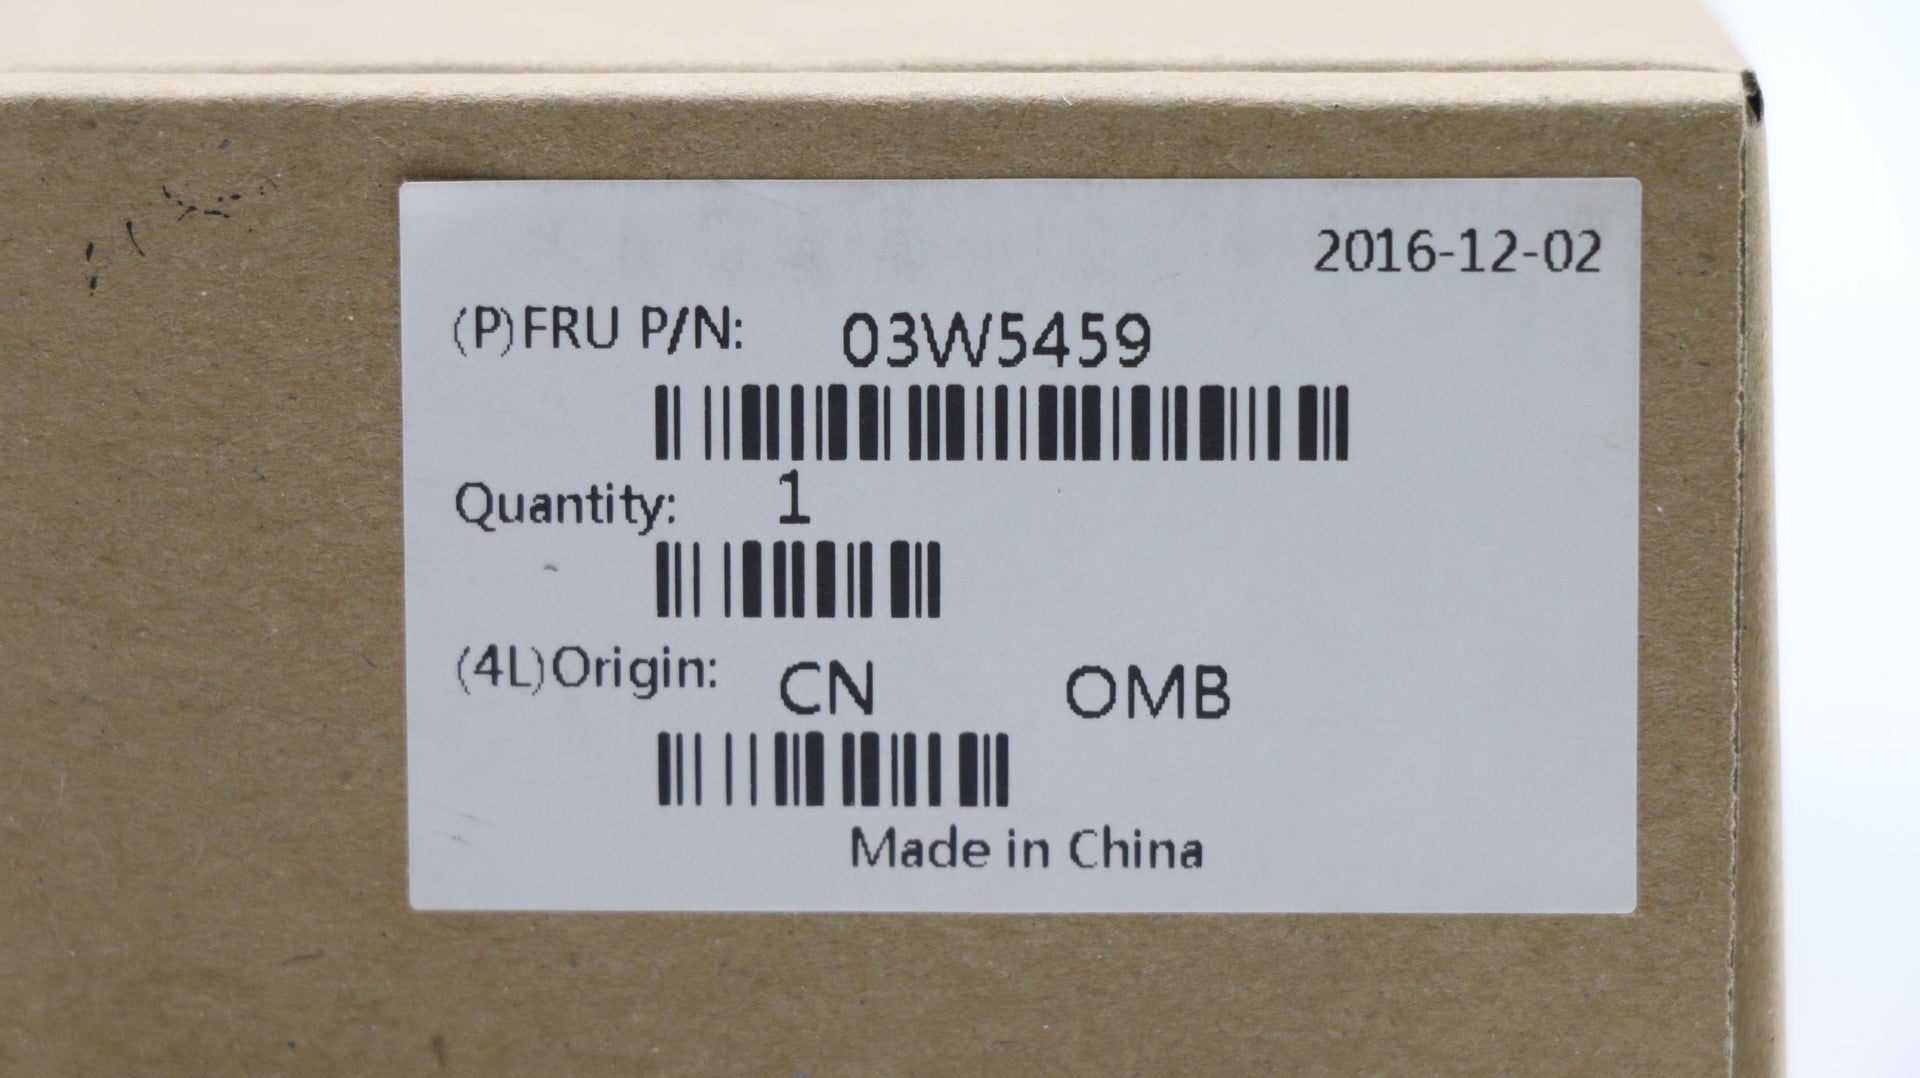 2016-12-02
(P)FRU P/N: 03W5459
Quantity: 1
(4L)Origin: CN OMB
Made in China